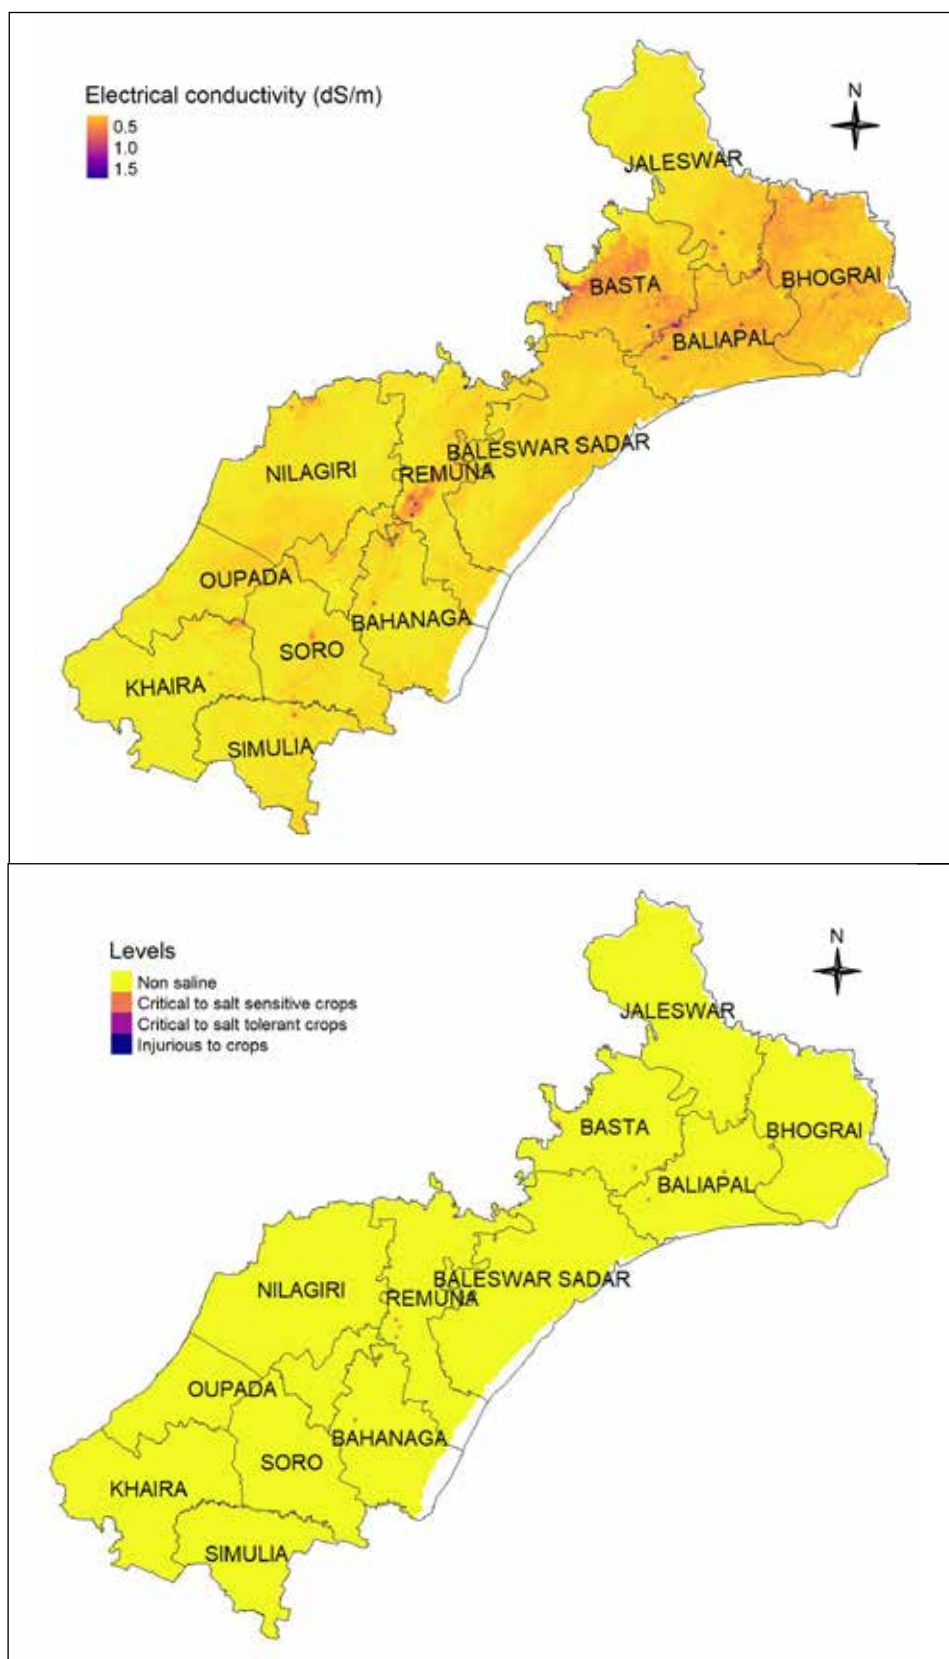 Electrical conductivity (dS/m)
0.5
1.0
1.5
N
JALESWAR
BASTA
BHOGRAI
BALIAPAL
BALESWAR SADAR
NILAGIRI
REMUNA
OUPADA
BAHANAGA
SORO
KHAIRA
SIMULIA
Levels
Non saline
Critical to salt sensitive crops
Critical to salt tolerant crops
Injurious to crops
N
JALESWAR
BASTA
BHOGRAI
BALIAPAL
BALESWAR SADAR
NILAGIRI
REMUNA
OUPADA
BAHANAGA
SORO
KHAIRA
SIMULIA